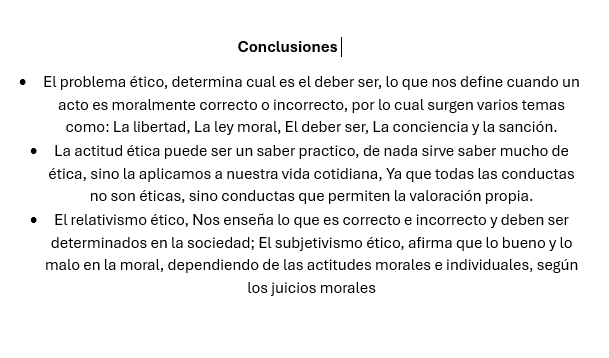 Conclusiones
• El problema ético, determina cual es el deber ser, lo que nos define cuando un
acto es moralmente correcto o incorrecto, por lo cual surgen varios temas
como: La libertad, La ley moral, El deber ser, La conciencia y la sanción.
• La actitud ética puede ser un saber practico, de nada sirve saber mucho de
ética, sino la aplicamos a nuestra vida cotidiana, Ya que todas las conductas
no son éticas, sino conductas que permiten la valoración propia.
• El relativismo ético, Nos enseña lo que es correcto e incorrecto y deben ser
determinados en la sociedad; El subjetivismo ético, afirma que lo bueno y lo
malo en la moral, dependiendo de las actitudes morales e individuales, según
los juicios morales